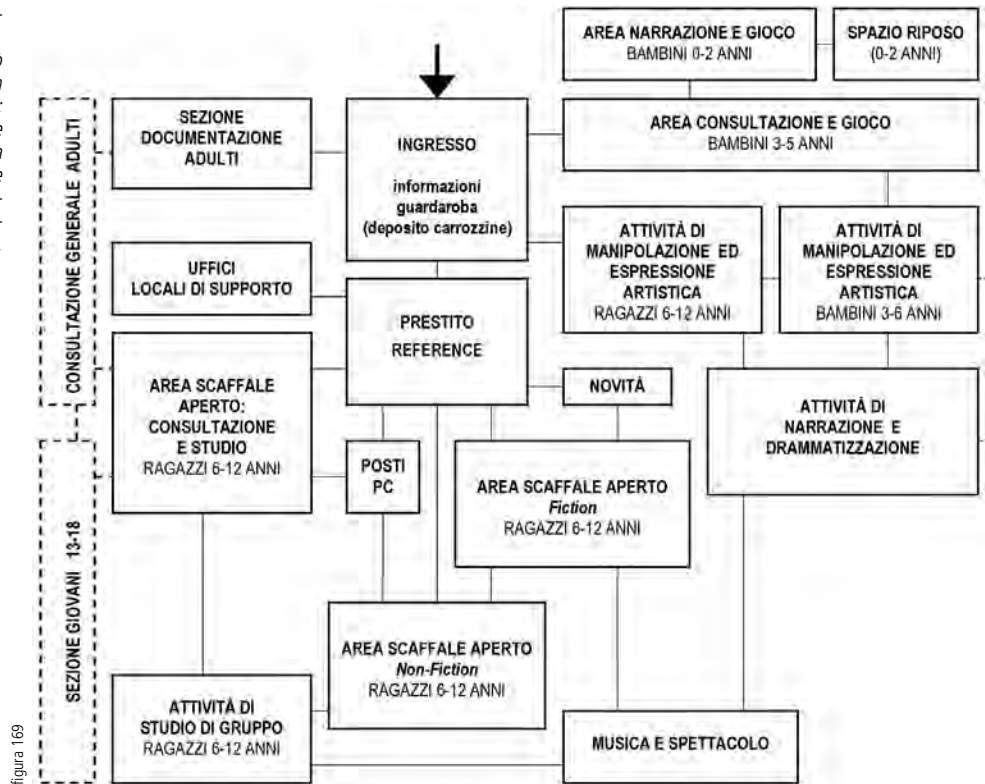 AREA NARRAZIONE E GIOCO
BAMBINI 0-2 ANNI
SPAZIO RIPOSO
(0-2 ANNI)
SEZIONE
DOCUMENTAZIONE
ADULTI
INGRESSO
informazioni
guardaroba
(deposito carrozzine)
AREA CONSULTAZIONE E GIOCO
BAMBINI 3-5 ANNI
CONSULTAZIONE GENERALE ADULTI
UFFICI
LOCALI DI SUPPORTO
ATTIVITÀ DI
MANIPOLAZIONE ED
ESPRESSIONE
ARTISTICA
RAGAZZI 6-12 ANNI
ATTIVITÀ DI
MANIPOLAZIONE ED
ESPRESSIONE
ARTISTICA
BAMBINI 3-6 ANNI
PRESTITO
REFERENCE
AREA SCAFFALE
APERTO:
CONSULTAZIONE
E STUDIO
RAGAZZI 6-12 ANNI
NOVITÀ
ATTIVITÀ DI
NARRAZIONE E
DRAMMATIZZAZIONE
POSTI
PC
AREA SCAFFALE APERTO
Fiction
RAGAZZI 6-12 ANNI
SEZIONE GIOVANI 13-18
AREA SCAFFALE APERTO
Non-Fiction
RAGAZZI 6-12 ANNI
ATTIVITÀ DI
STUDIO DI GRUPPO
RAGAZZI 6-12 ANNI
MUSICA E SPETTACOLO
figura 169